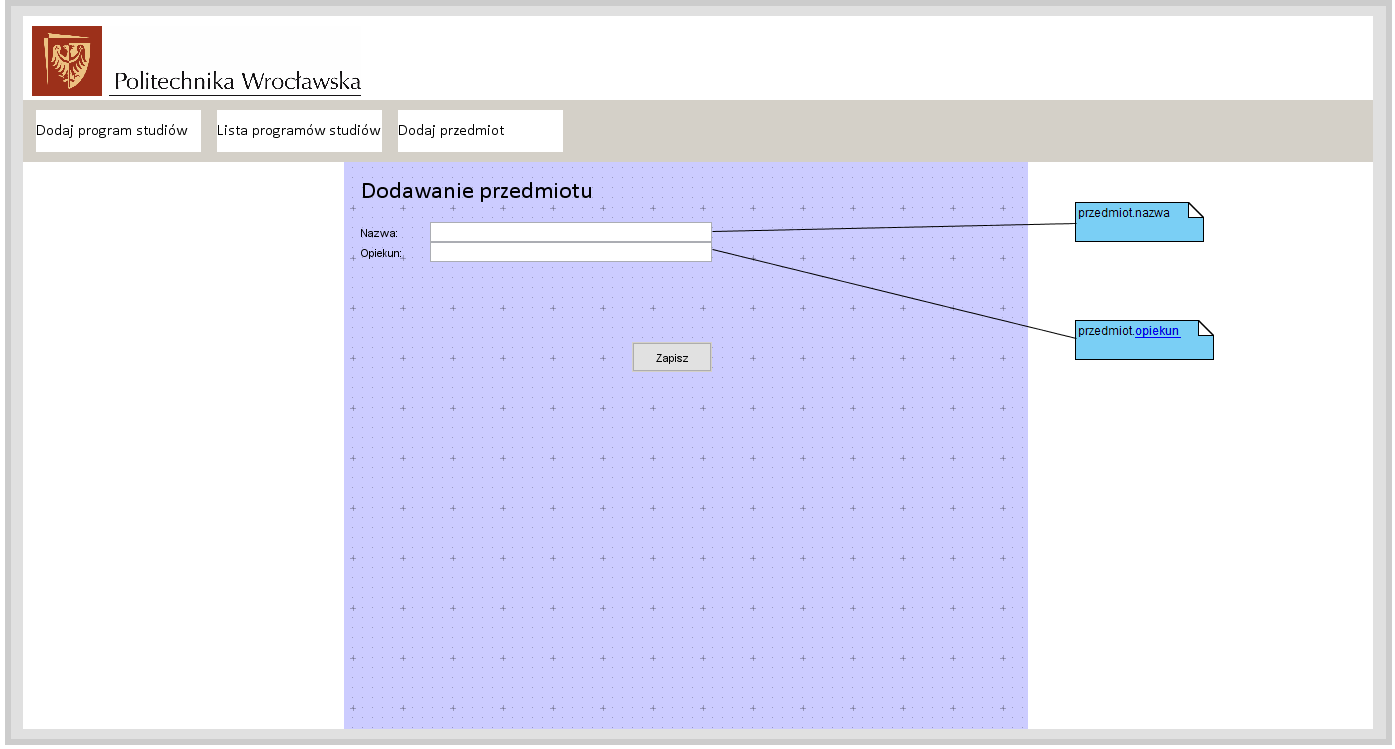 Politechnika Wrocławska
Dodaj program studiów
Lista programów studiów
Dodaj przedmiot
Dodawanie przedmiotu
Nazwa:
Opiekun:
Zapisz
przedmiot.nazwa
przedmiot.opiekun